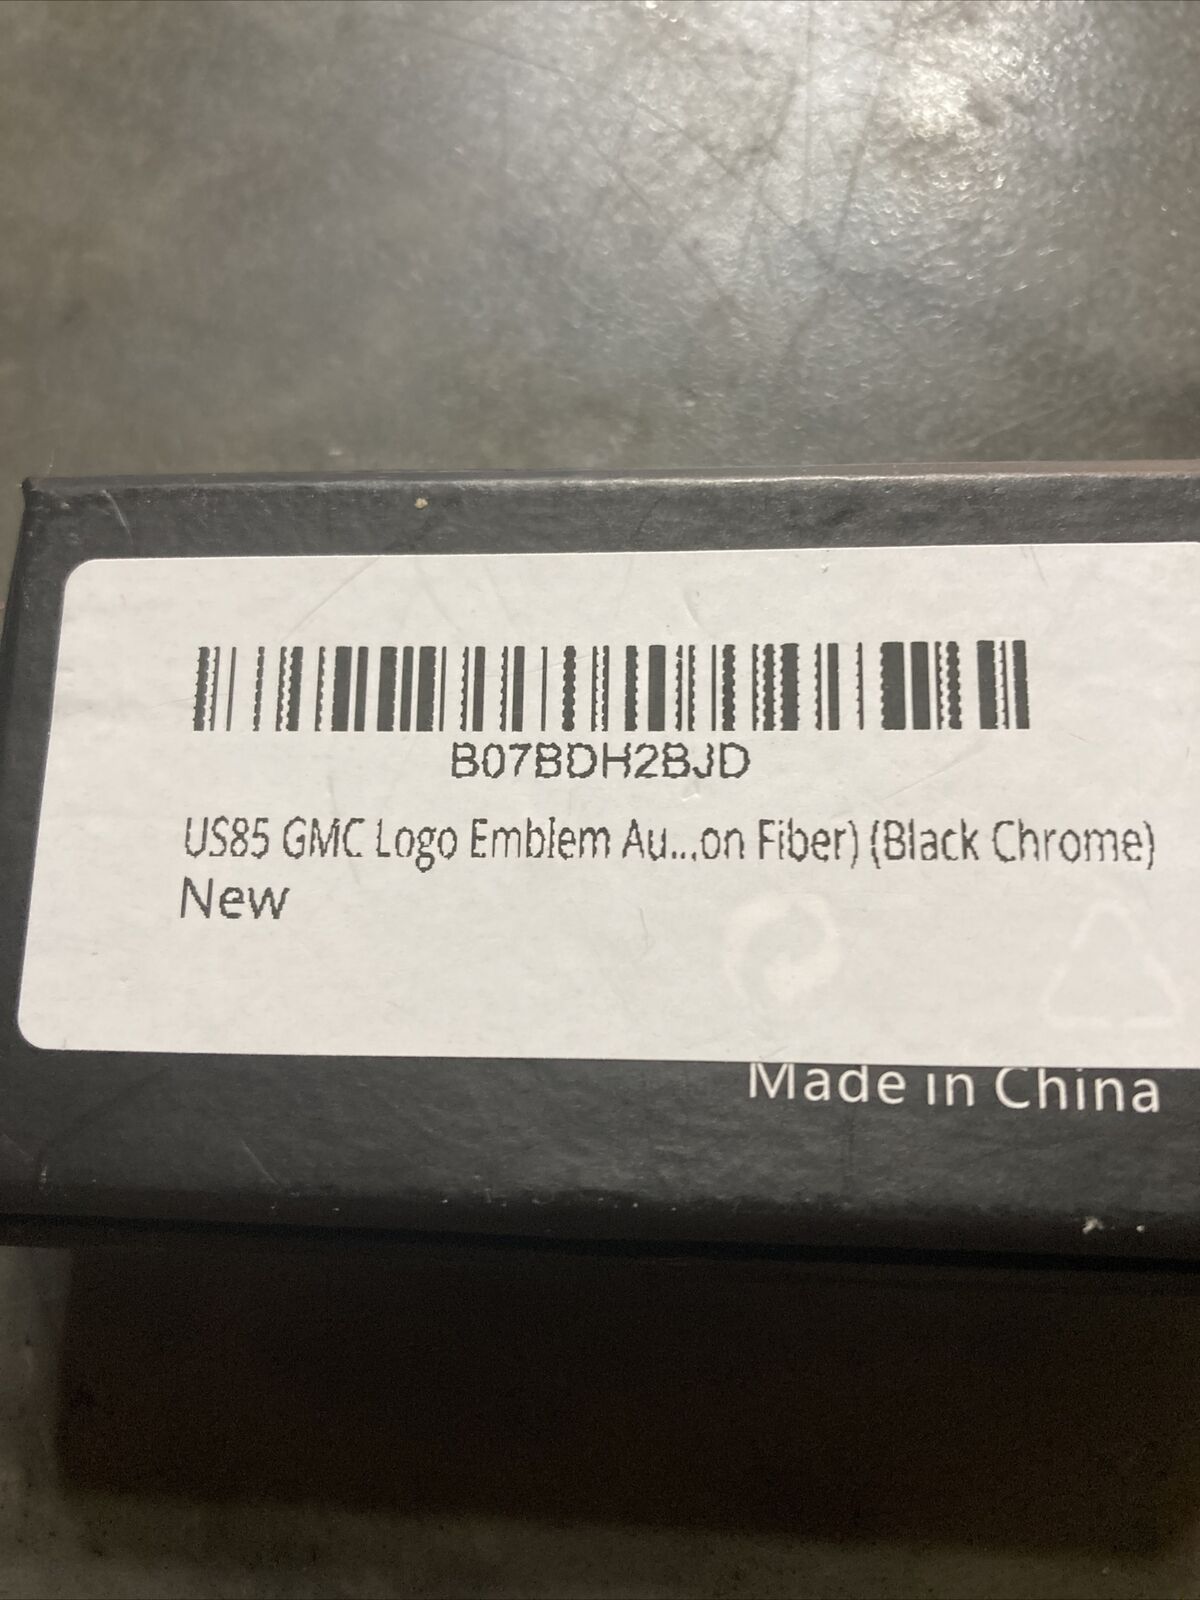 B07BDH2BJD
US85 GMC Logo Emblem Au...on Fiber) (Black Chrome)
New
Made in China